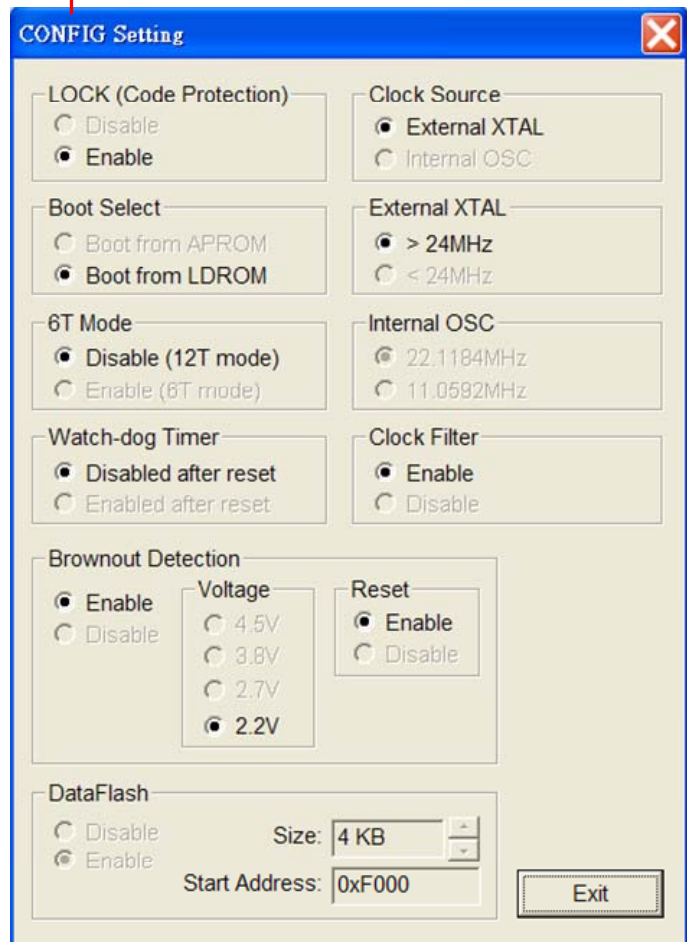 CONFIG Setting
LOCK (Code Protection)
Disable
Enable
Clock Source
External XTAL
Internal OSC
Boot Select
Boot from APROM
Boot from LDROM
External XTAL
> 24MHz
< 24MHz
6T Mode
Disable (12T mode)
Enable (6T mode)
Internal OSC
22.1184MHz
11.0592MHz
Watch-dog Timer
Disabled after reset
Enabled after reset
Clock Filter
Enable
Disable
Brownout Detection
Enable
Disable
Voltage
4.5V
3.8V
2.7V
2.2V
Reset
Enable
Disable
DataFlash
Disable
Enable
Size: 4 KB
Start Address: 0xF000
Exit